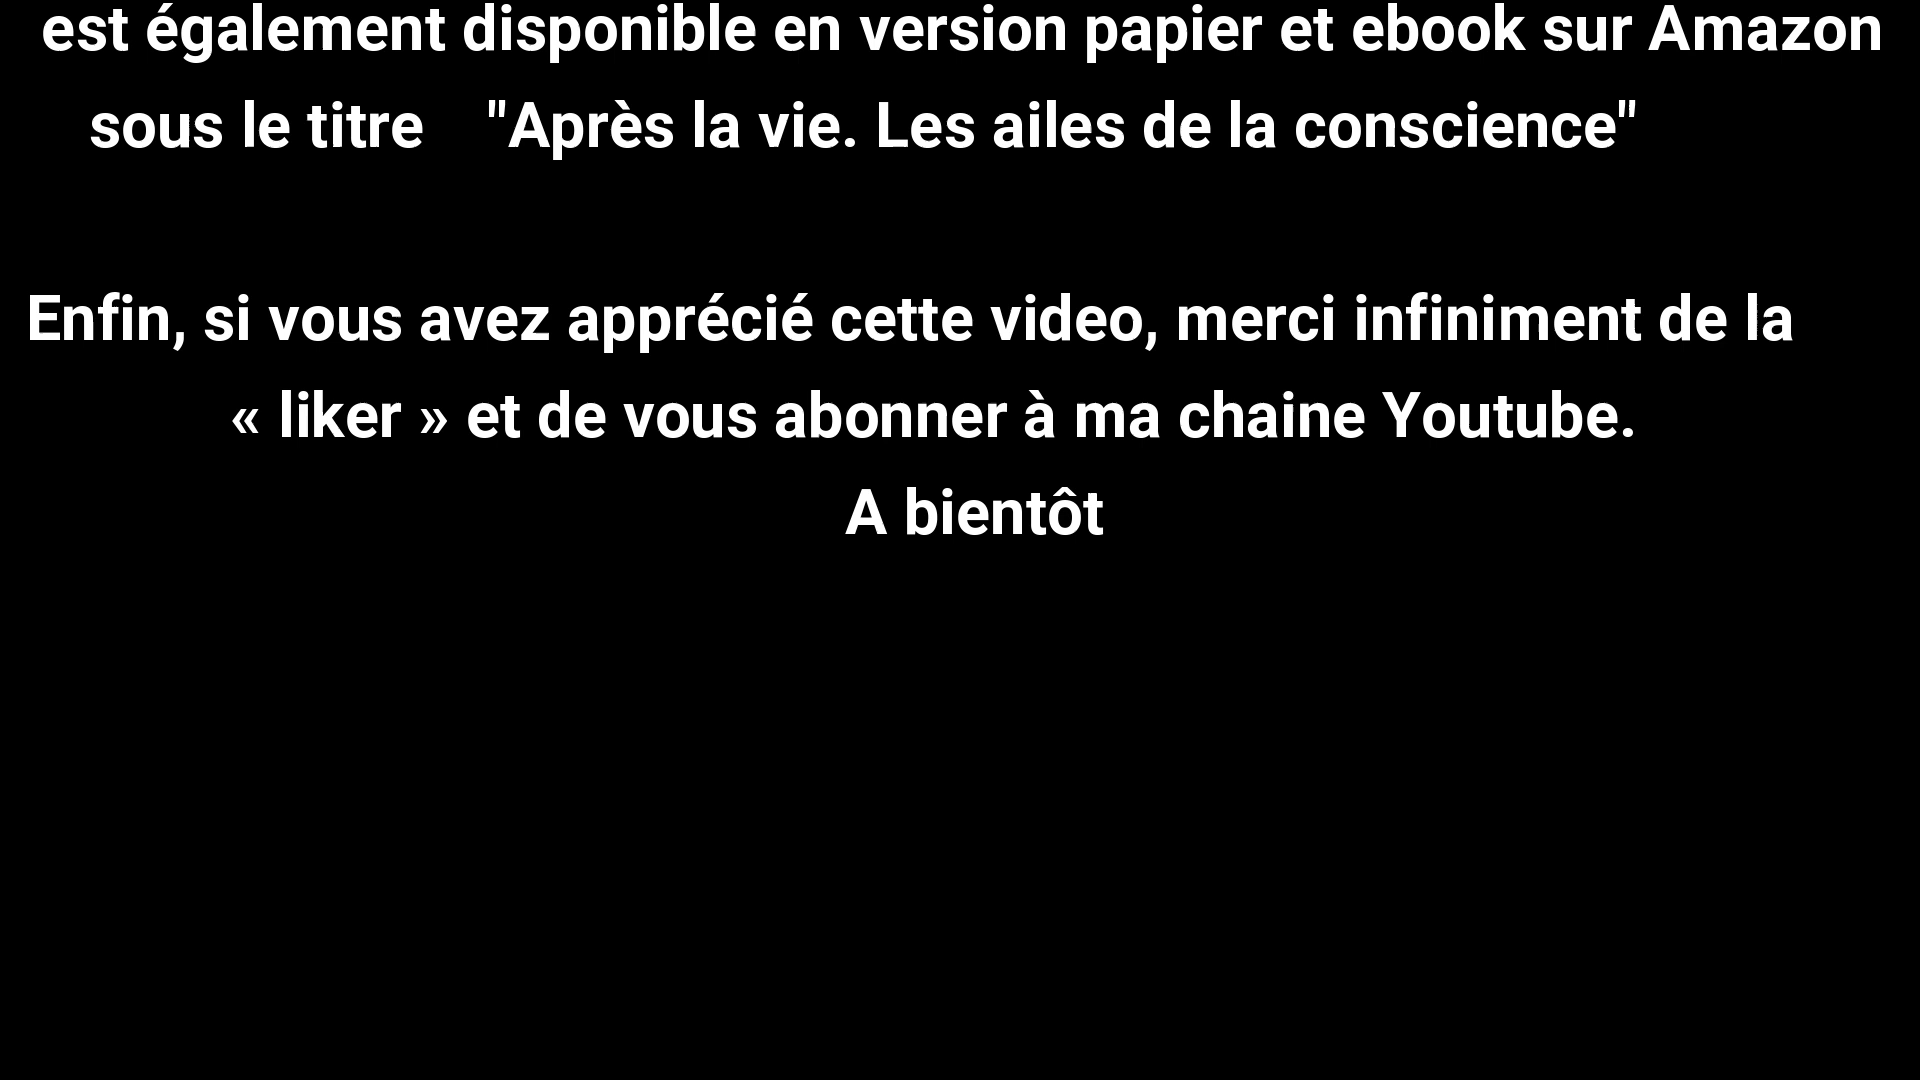 est également disponible en version papier et ebook sur Amazon
sous le titre "Après la vie. Les ailes de la conscience"
Enfin, si vous avez apprécié cette video, merci infiniment de la
« liker » et de vous abonner à ma chaine Youtube.
A bientôt